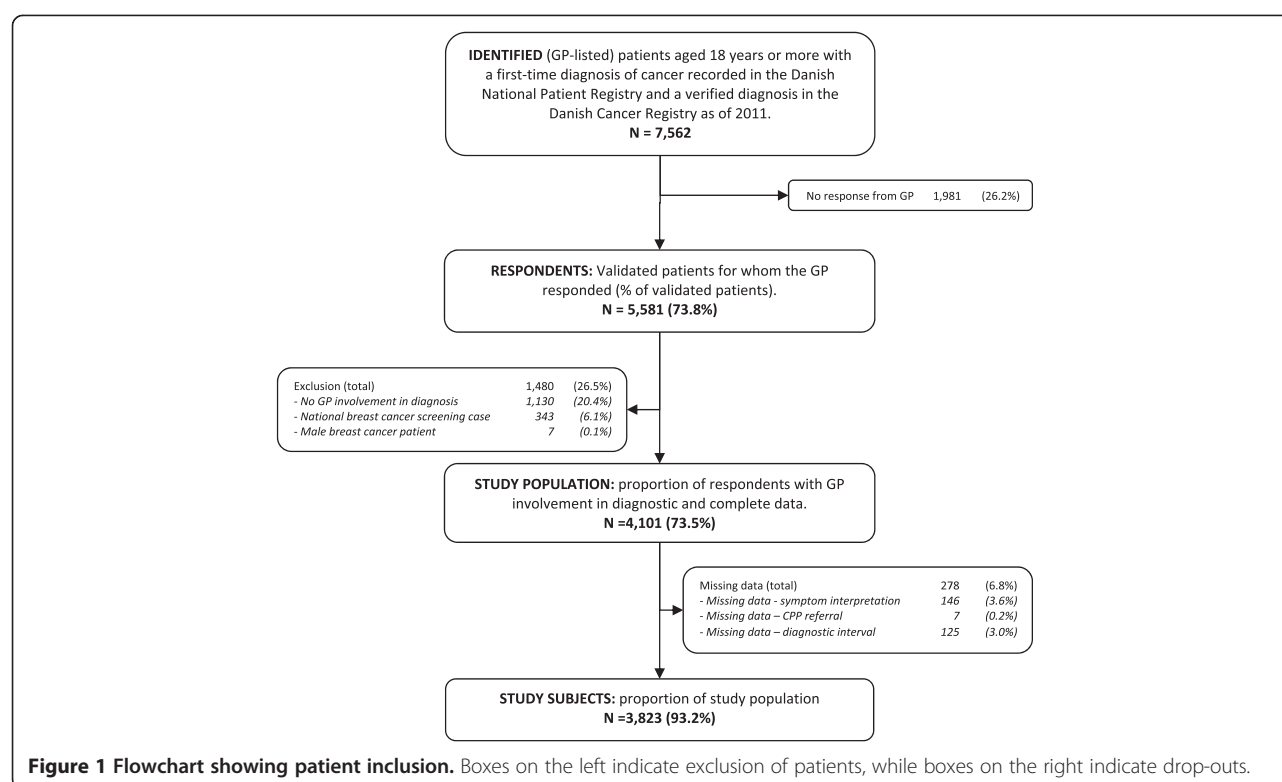 IDENTIFIED (GP-listed) patients aged 18 years or more with
a first-time diagnosis of cancer recorded in the Danish
National Patient Registry and a verified diagnosis in the
Danish Cancer Registry as of 2011.
N = 7,562
No response from GP 1,981 (26.2%)
RESPONDENTS: Validated patients for whom the GP
responded (% of validated patients).
N = 5,581 (73.8%)
Exclusion (total) 1,480 (26.5%)
- No GP involvement in diagnosis 1,130 (20.4%)
- National breast cancer screening case 343 (6.1%)
- Male breast cancer patient 7 (0.1%)
STUDY POPULATION: proportion of respondents with GP
involvement in diagnostic and complete data.
N =4,101 (73.5%)
Missing data (total) 278 (6.8%)
- Missing data - symptom interpretation 146 (3.6%)
- Missing data – CPP referral 7 (0.2%)
- Missing data – diagnostic interval 125 (3.0%)
STUDY SUBJECTS: proportion of study population
N =3,823 (93.2%)
Figure 1 Flowchart showing patient inclusion. Boxes on the left indicate exclusion of patients, while boxes on the right indicate drop-outs.